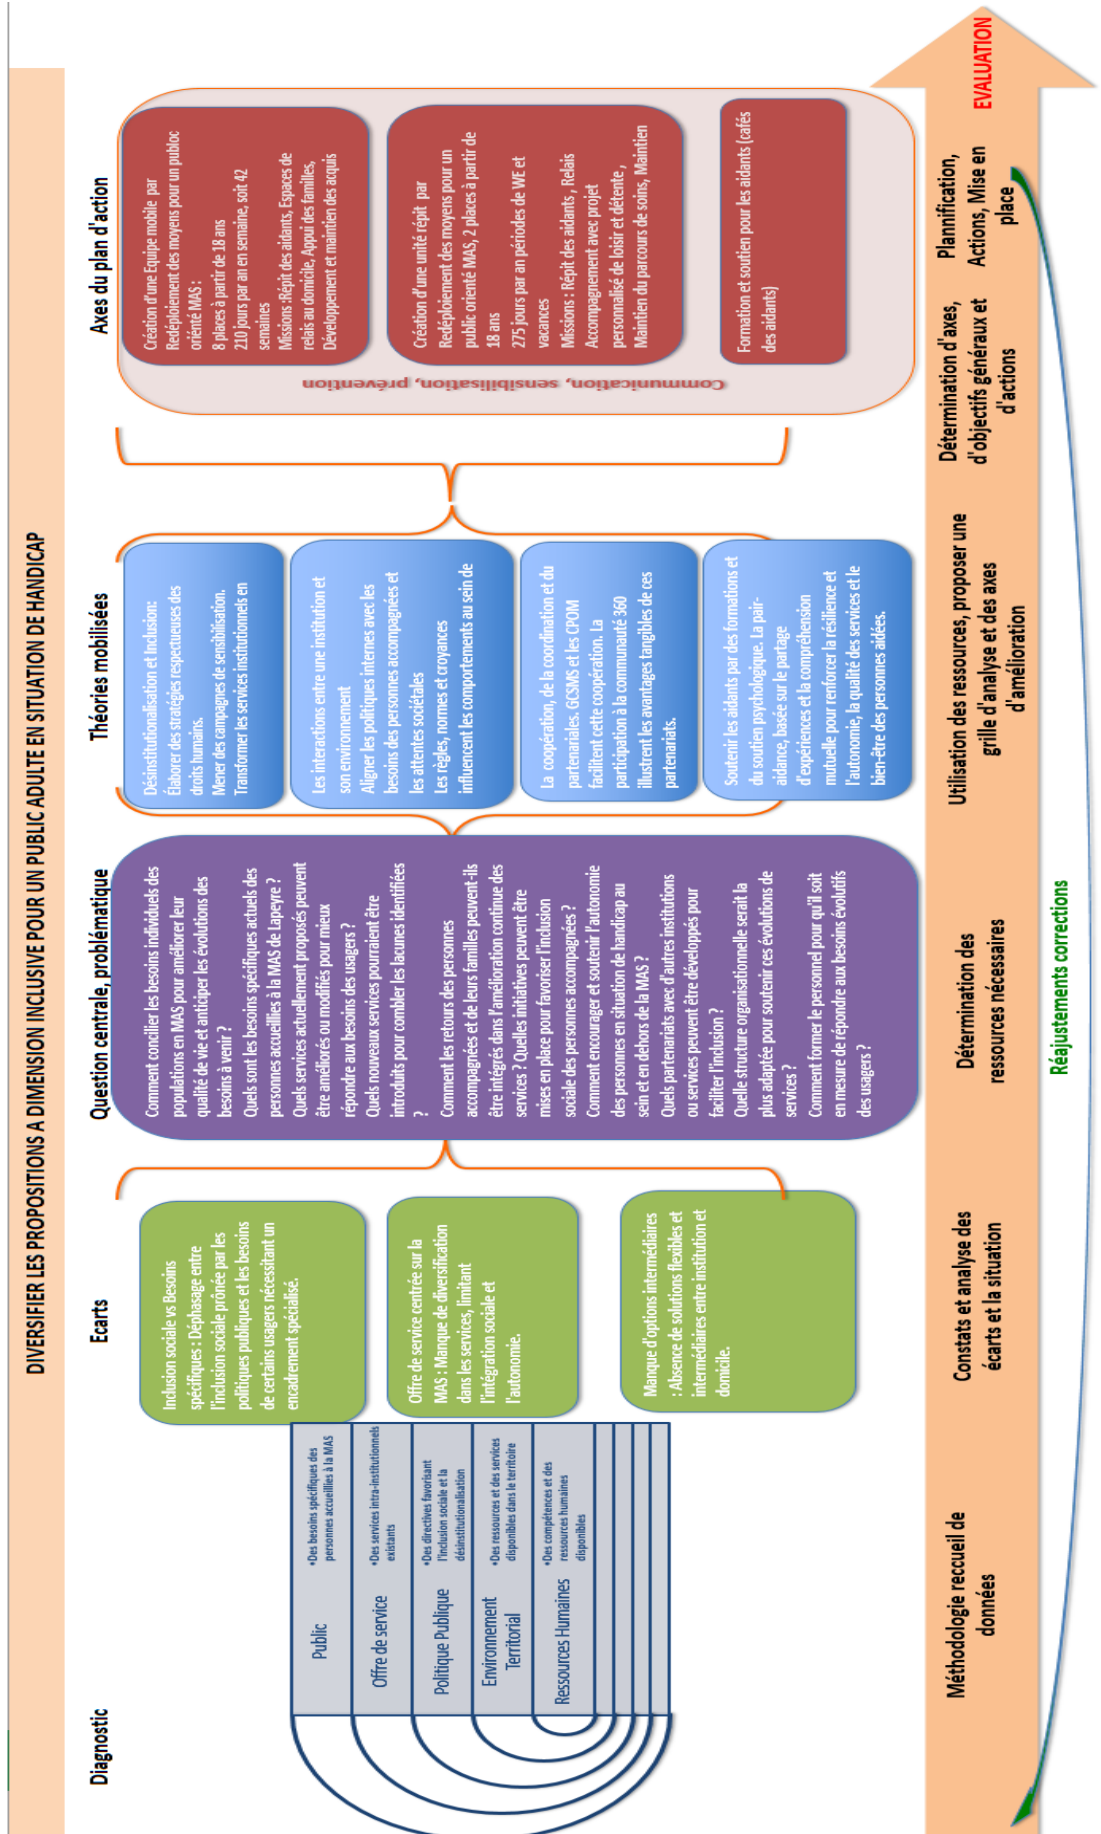 DIVERSIFIER LES PROPOSITIONS A DIMENSION INCLUSIVE POUR UN PUBLIC ADULTE EN SITUATION DE HANDICAP
Diagnostic
Public
•Des besoins spécifiques des
personnes accueillies à la MAS
Offre de service
•Des services intra-institutionnels
existants
Politique Publique
•Des directives favorisant
l'inclusion sociale et la
désinstitutionalisation
Environnement
Territorial
•Des ressources et des services
disponibles dans le territoire
Ressources Humaines
•Des compétences et des
ressources humaines
disponibles
Ecarts
Inclusion sociale vs Besoins
spécifiques : Déphasage entre
l'inclusion sociale prônée par les
politiques publiques et les besoins
de certains usagers nécessitant un
encadrement spécialisé.
Offre de service centrée sur la
MAS : Manque de diversification
dans les services, limitant
l'intégration sociale et
l'autonomie.
Manque d'options intermédiaires
: Absence de solutions flexibles et
intermédiaires entre institution et
domicile.
Question centrale, problématique
Comment concilier les besoins individuels des
populations en MAS pour améliorer leur
qualité de vie et anticiper les évolutions des
besoins à venir ?
Quels sont les besoins spécifiques actuels des
personnes accueillies à la MAS de Lapeyre ?
Quels services actuellement proposés peuvent
être améliorés ou modifiés pour mieux
répondre aux besoins des usagers ?
Quels nouveaux services pourraient être
introduits pour combler les lacunes identifiées
?
Comment les retours des personnes
accompagnées et de leurs familles peuvent-ils
être intégrés dans l'amélioration continue des
services ? Quelles initiatives peuvent être
mises en place pour favoriser l'inclusion
sociale des personnes accompagnées ?
Comment encourager et soutenir l'autonomie
des personnes en situation de handicap au
sein et en dehors de la MAS ?
Quels partenariats avec d'autres institutions
ou services peuvent être développés pour
faciliter l'inclusion ?
Quelle structure organisationnelle serait la
plus adaptée pour soutenir ces évolutions de
services ?
Comment former le personnel pour qu'il soit
en mesure de répondre aux besoins évolutifs
des usagers ?
Théories mobilisées
Désinstitutionalisation et Inclusion:
Élaborer des stratégies respectueuses des
droits humains.
Mener des campagnes de sensibilisation.
Transformer les services institutionnels en
Les interactions entre une institution et
son environnement
Aligner les politiques internes avec les
besoins des personnes accompagnées et
les attentes sociétales
Les règles, normes et croyances
influencent les comportements au sein de
La coopération, de la coordination et du
partenariales. GCSMS et les CPOM
facilitent cette coopération. La
participation à la communauté 360
illustrent les avantages tangibles de ces
partenariats.
Soutenir les aidants par des formations et
du soutien psychologique. La pair-
aidance, basée sur le partage
d'expériences et la compréhension
mutuelle pour renforcer la résilience et
l'autonomie, la qualité des services et le
bien-être des personnes aidées.
Axes du plan d'action
Création d'une Equipe mobile par
Redéploiement des moyens pour un publoc
orienté MAS :
8 places à partir de 18 ans
210 jours par an en semaine, soit 42
semaines
Missions :Répit des aidants, Espaces de
relais au domicile, Appui des familles,
Développement et maintien des acquis
Création d'une unité répit par
Redéploiement des moyens pour un
public orienté MAS, 2 places à partir de
18 ans
275 jours par an périodes de WE et
vacances
Missions : Répit des aidants , Relais
Accompagnement avec projet
personnalisé de loisir et détente ,
Maintien du parcours de soins, Maintien
Formation et soutien pour les aidants (cafés
des aidants)
Communication, sensibilisation, prévention
Méthodologie recueil de
données
Constats et analyse des
écarts et la situation
Détermination des
ressources nécessaires
Utilisation des ressources, proposer une
grille d'analyse et des axes
d'amélioration
Détermination d'axes,
d'objectifs généraux et
d'actions
Plannification,
Actions, Mise en
place
EVALUATION
Réajustements corrections